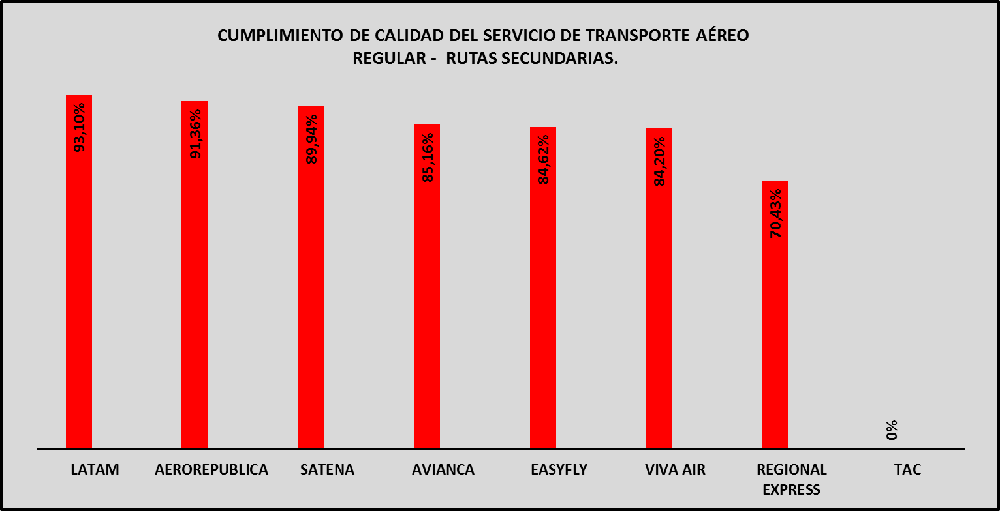 CUMPLIMIENTO DE CALIDAD DEL SERVICIO DE TRANSPORTE AÉREO
REGULAR - RUTAS SECUNDARIAS.
93,10%
91,36%
89,94%
85,16%
84,62%
84,20%
70,43%
0%
LATAM
AEROREPUBLICA
SATENA
AVIANCA
EASYFLY
VIVA AIR
REGIONAL
EXPRESS
TAC